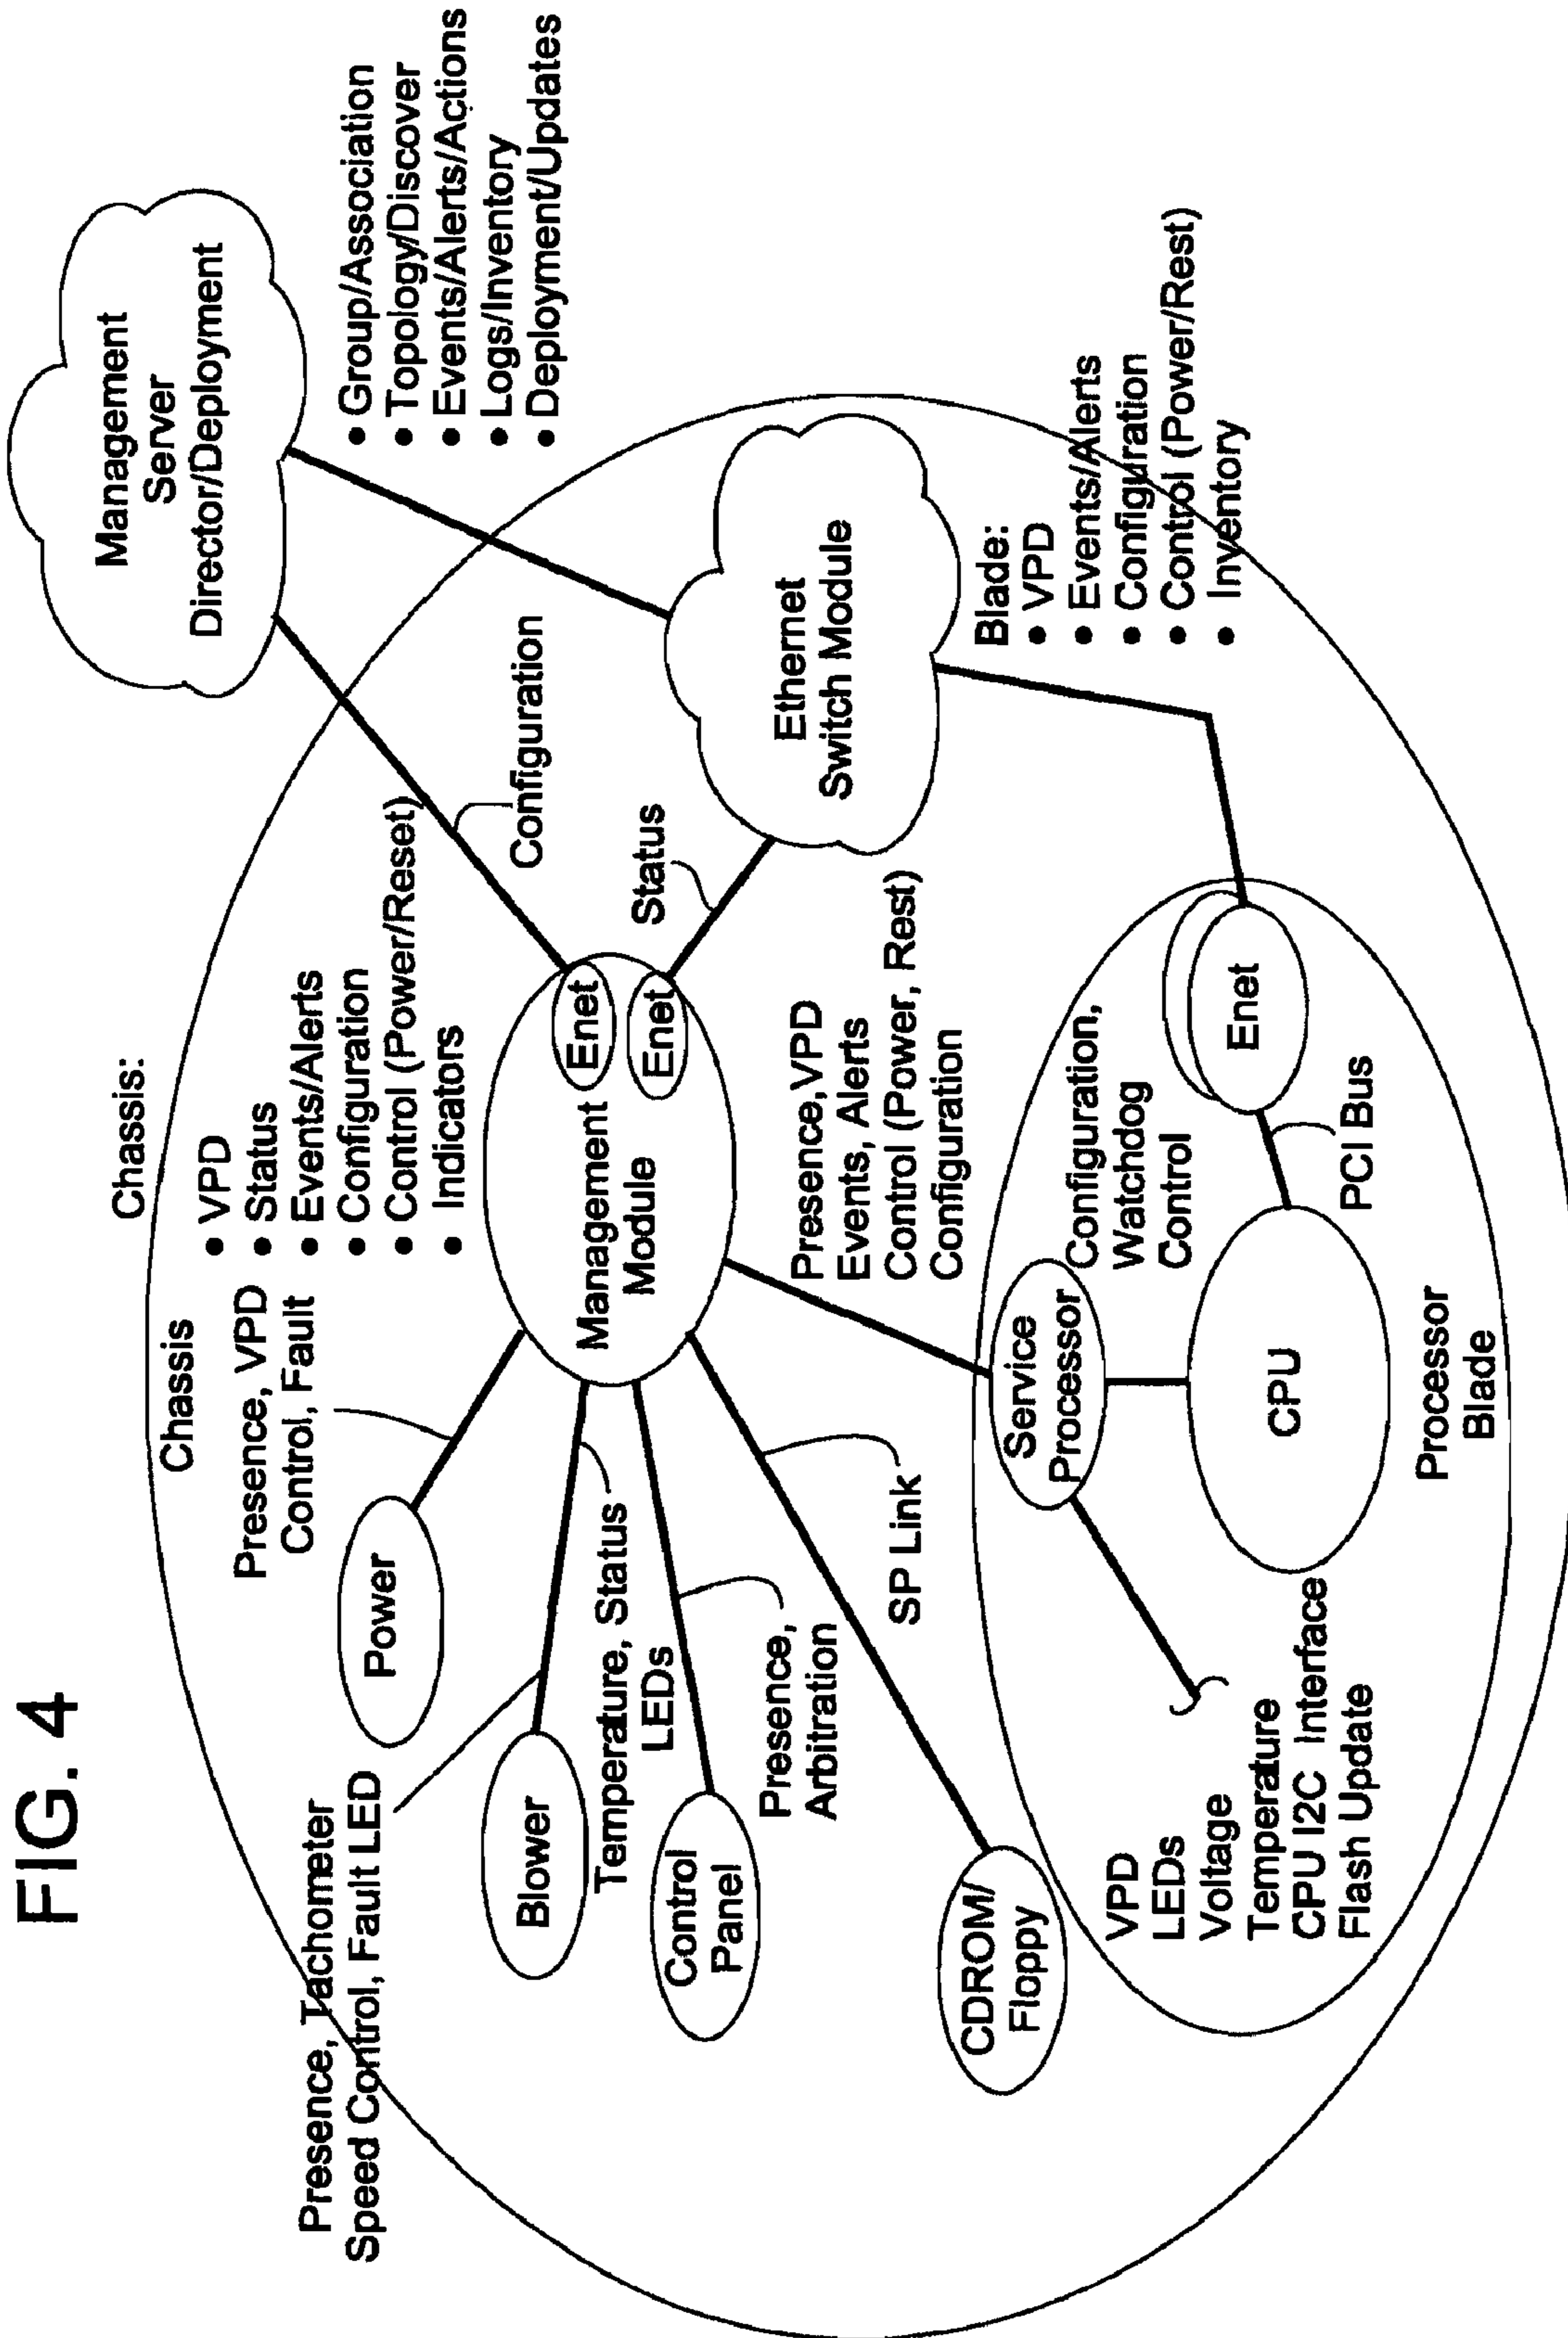 FIG. 4
Management
Server
Director/Deployment
• Group/Association
• Topology/Discover
• Events/Alerts/Actions
• Logs/Inventory
• Deployment/Updates
Chassis:
• VPD
• Status
• Events/Alerts
• Configuration
• Control (Power/Reset)
• Indicators
Chassis
Presence, VPD
Control, Fault
Power
Presence, Tachometer
Speed Control, Fault LED
Blower
Temperature, Status
LEDs
Control
Panel
Presence,
Arbitration
CDROM/
Floppy
SP Link
Management
Module
Enet
Enet
Configuration
Status
Ethernet
Switch Module
Blade:
• VPD
• Events/Alerts
• Configuration
• Control (Power/Rest)
• Inventory
Presence,VPD
Events, Alerts
Control (Power, Rest)
Configuration
Service
Processor
Configuration,
Watchdog
Control
Enet
PCI Bus
CPU
VPD
LEDs
Voltage
Temperature
CPU I2C Interface
Flash Update
Processor
Blade